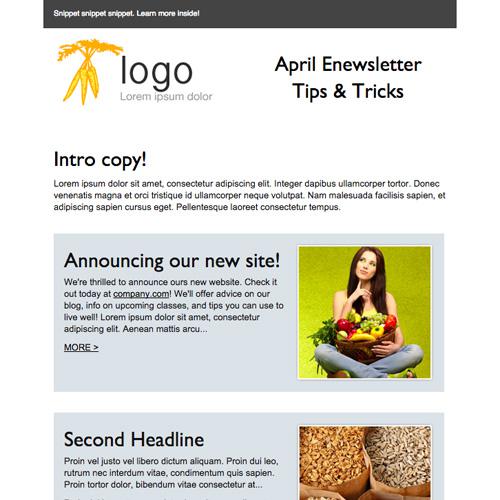 Snippet snippet snippet. Learn more inside!
logo
Lorem ipsum dolor
April Enewsletter
Tips & Tricks
Intro copy!
Lorem ipsum dolor sit amet, consectetur adipiscing elit. Integer dapibus ullamcorper tortor. Donec
venenatis magna et orci tristique id ullamcorper neque volutpat. Nam malesuada facilisis sapien, et
adipiscing sapien cursus eget. Pellentesque laoreet consectetur tempus.
Announcing our new site!
We're thrilled to announce ours new website. Check it
out today at company.com! We'll offer advice on our
blog, info on upcoming classes, and tips you can use to
live well! Lorem ipsum dolor sit amet, consectetur
adipiscing elit. Aenean mattis arcu...
MORE >
Second Headline
Proin vel justo vel libero dictum aliquam. Proin dui leo,
rutrum nec interdum vitae, condimentum quis sapien.
Proin tortor dolor, bibendum vitae consectetur at...